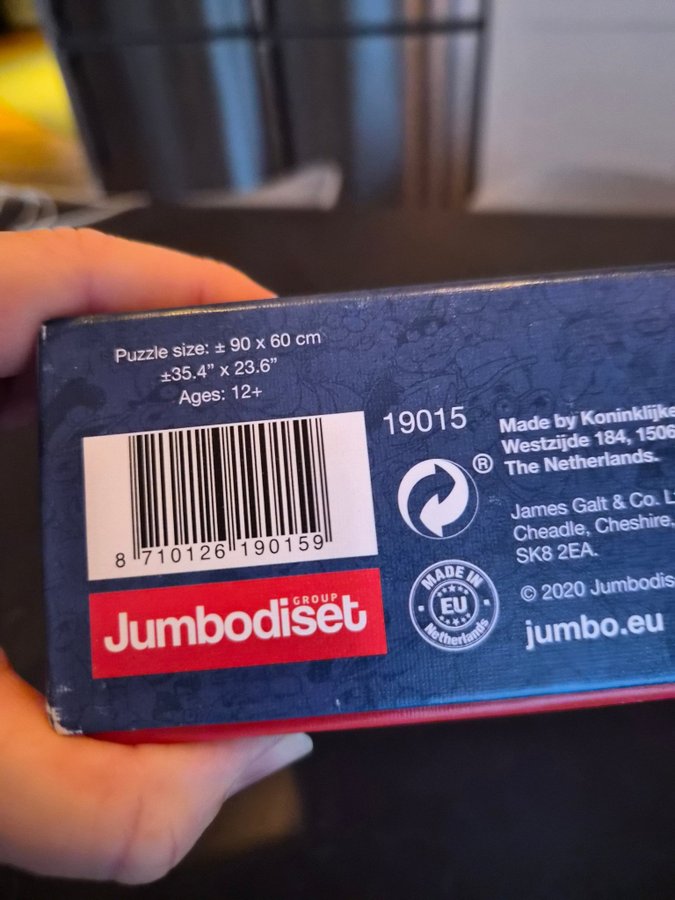 Puzzle size: ± 90 x 60 cm
±35.4” x 23.6”
Ages: 12+
8 710126 190159
GROUP
Jumbodiset
19015
®
MADE IN
EU
Netherlands
Made by Koninklijke
Westzijde 184, 1506
The Netherlands.
James Galt & Co. L
Cheadle, Cheshire,
SK8 2EA.
© 2020 Jumbodis
jumbo.eu